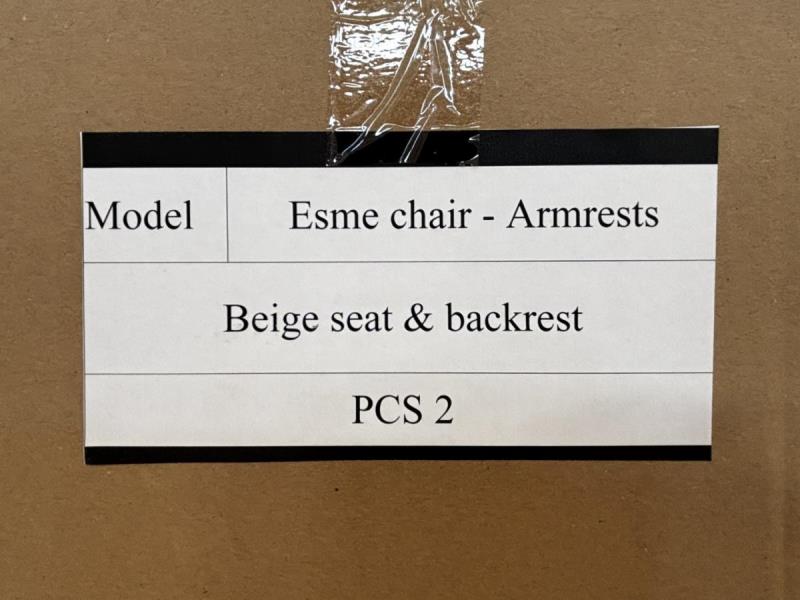 Model Esme chair - Armrests
Beige seat & backrest
PCS 2